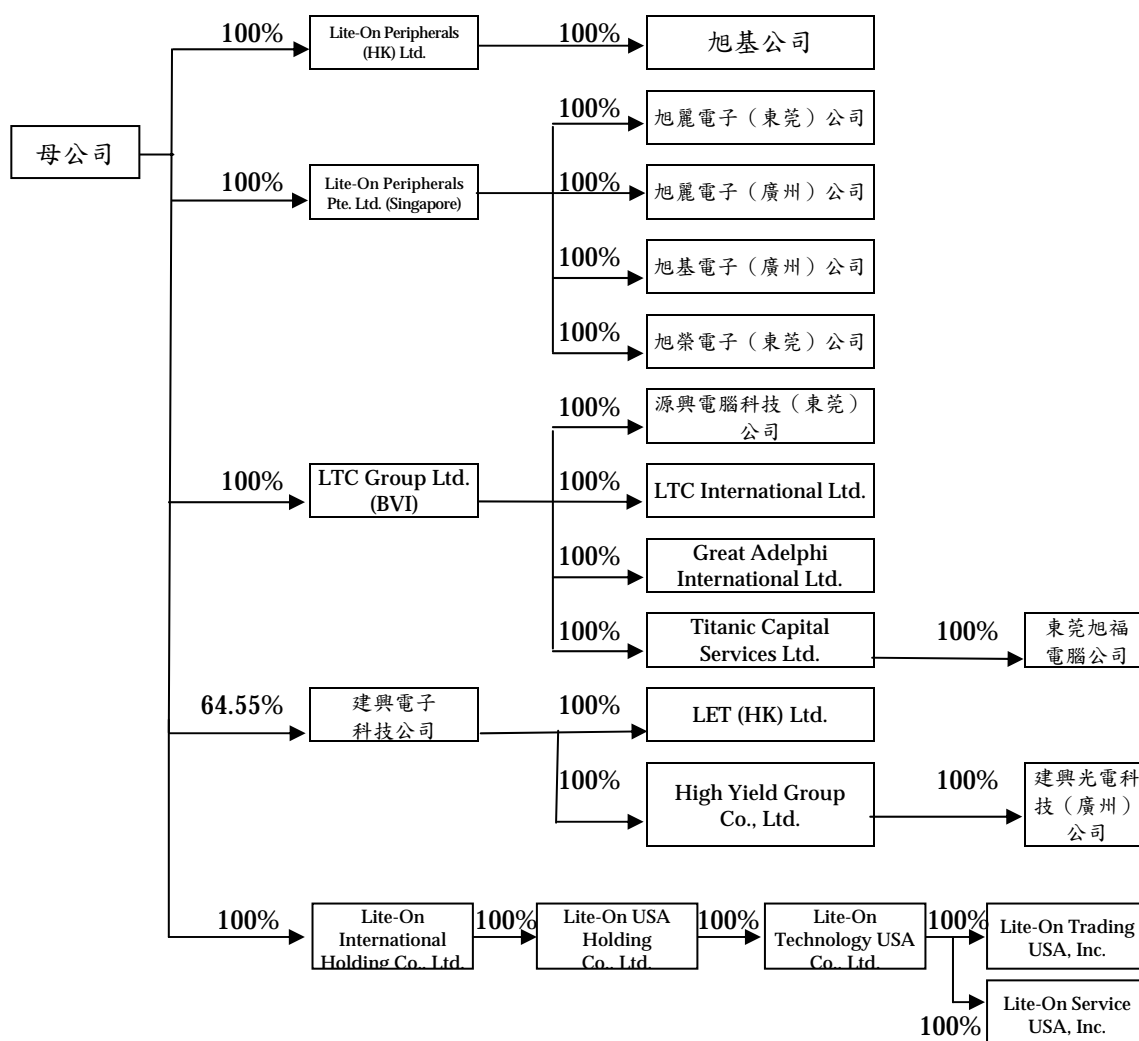 100%
Lite-On Peripherals
(HK) Ltd.
100%
旭基公司
母公司
100%
Lite-On Peripherals
Pte. Ltd. (Singapore)
100%
旭麗電子（東莞）公司
100%
旭麗電子（廣州）公司
100%
旭基電子（廣州）公司
100%
旭榮電子（東莞）公司
100%
LTC Group Ltd.
(BVI)
100%
源興電腦科技（東莞）
公司
100%
LTC International Ltd.
100%
Great Adelphi
International Ltd.
100%
Titanic Capital
Services Ltd.
100%
東莞旭福
電腦公司
64.55%
建興電子
科技公司
100%
LET (HK) Ltd.
100%
High Yield Group
Co., Ltd.
100%
建興光電科
技（廣州）
公司
100%
Lite-On
International
Holding Co., Ltd.
100%
Lite-On USA
Holding
Co., Ltd.
100%
Lite-On
Technology USA
Co., Ltd.
100%
Lite-On Trading
USA, Inc.
100%
Lite-On Service
USA, Inc.